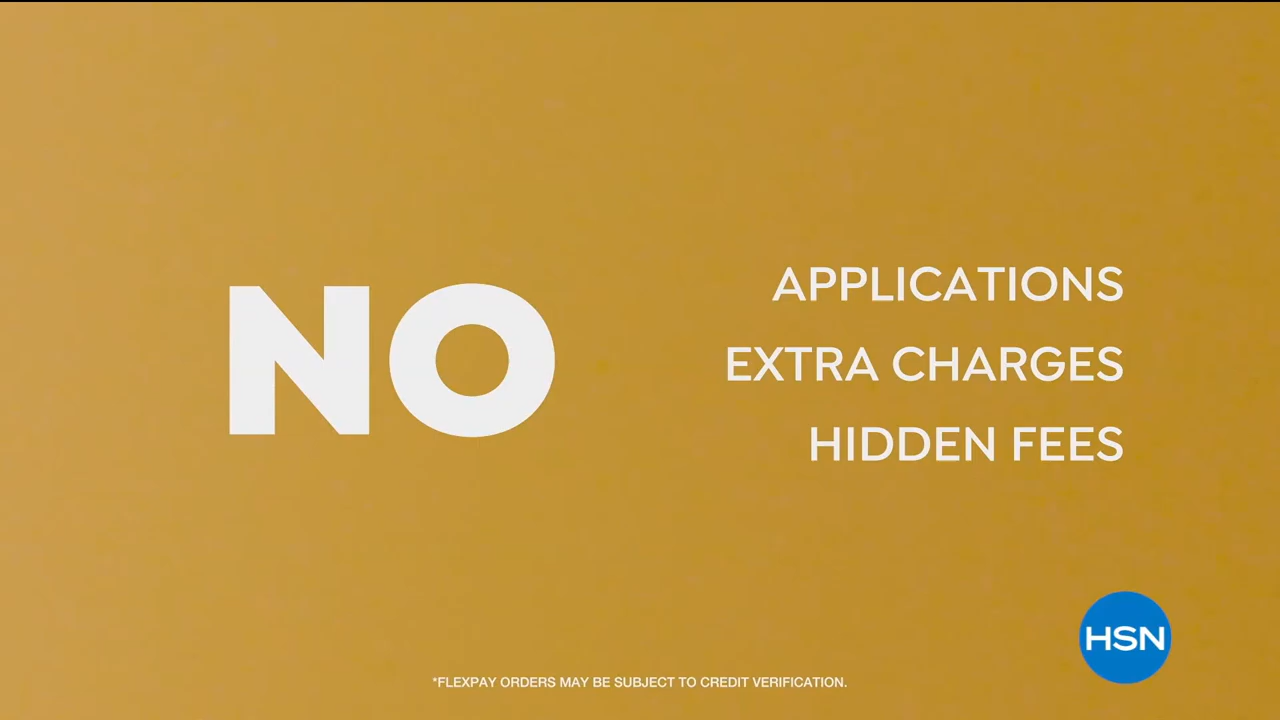 NO
APPLICATIONS
EXTRA CHARGES
HIDDEN FEES
HSN
*FLEXPAY ORDERS MAY BE SUBJECT TO CREDIT VERIFICATION.